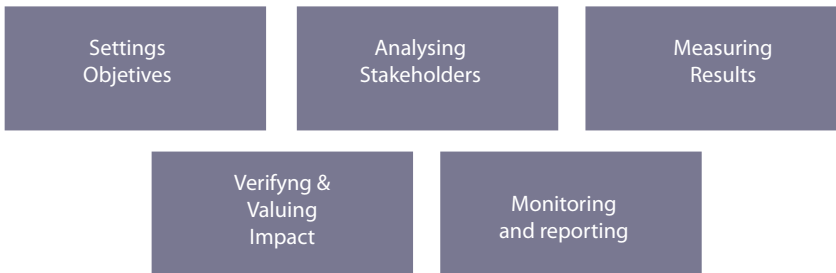 Settings
Objetives
Analysing
Stakeholders
Measuring
Results
Verifyng &
Valuing
Impact
Monitoring
and reporting